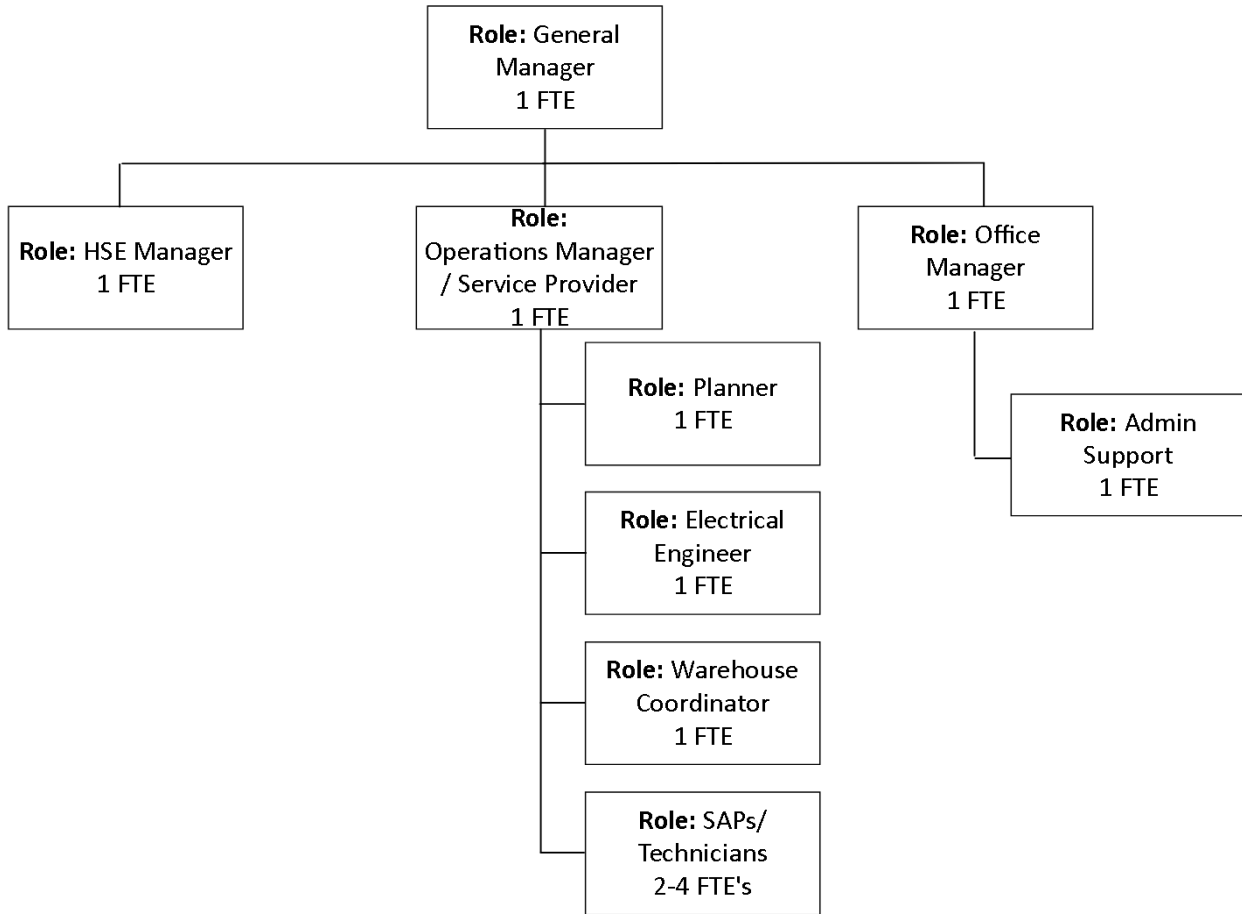 Role: General
Manager
1 FTE
Role: HSE Manager
1 FTE
Role:
Operations Manager
/ Service Provider
1 FTE
Role: Office
Manager
1 FTE
Role: Planner
1 FTE
Role: Electrical
Engineer
1 FTE
Role: Warehouse
Coordinator
1 FTE
Role: SAPs/
Technicians
2-4 FTE's
Role: Admin
Support
1 FTE